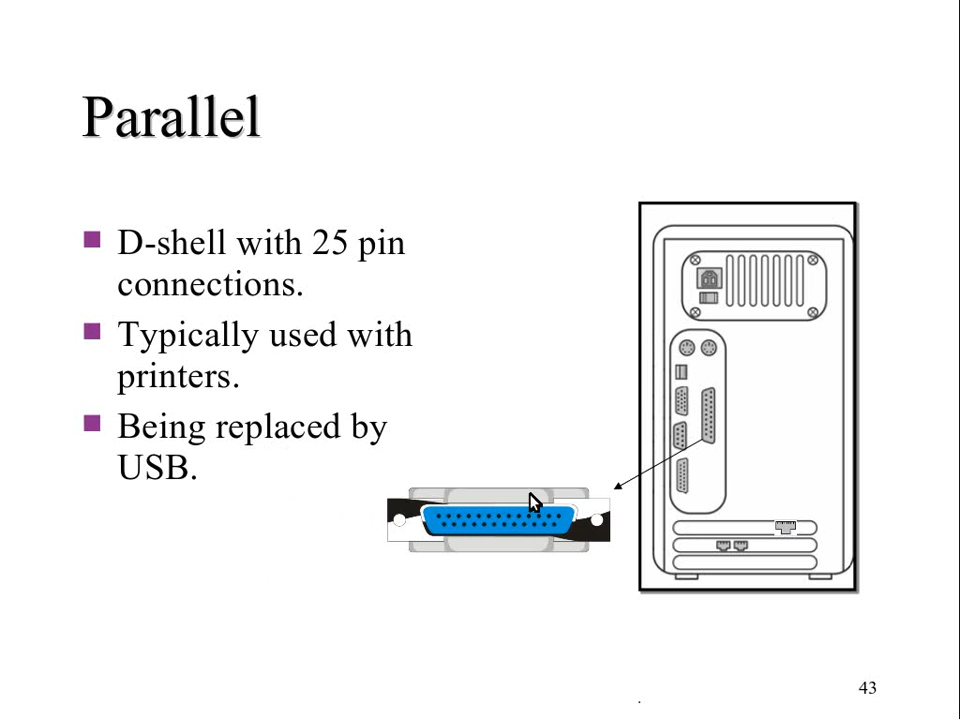 Parallel
D-shell with 25 pin
connections.
Typically used with
printers.
Being replaced by
USB.
43